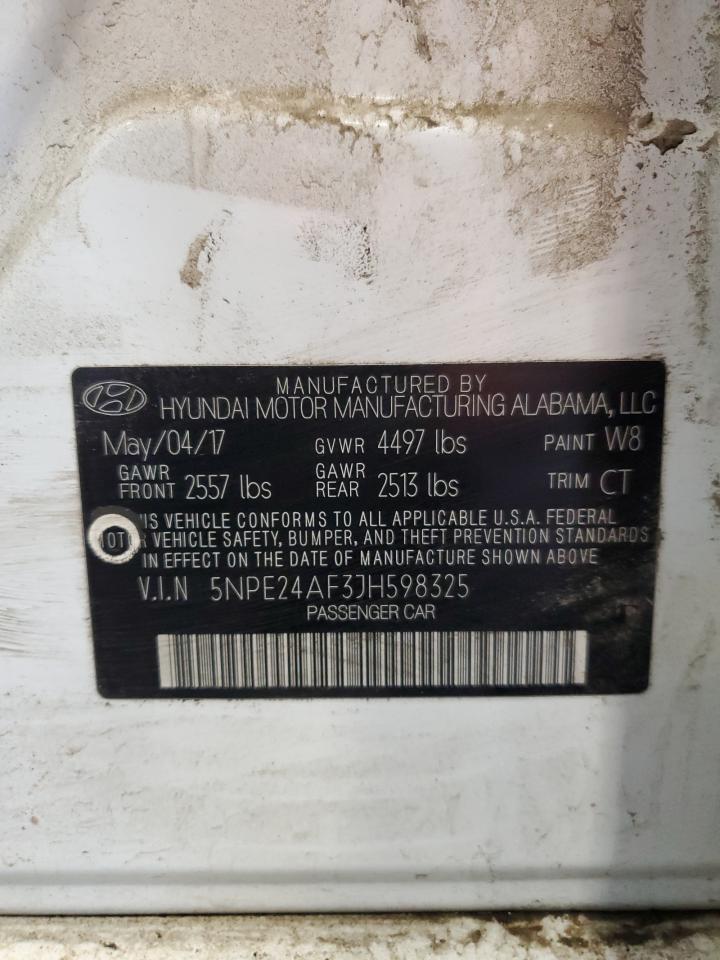 MANUFACTURED BY
HYUNDAI MOTOR MANUFACTURING ALABAMA, LLC
May/04/17 GVWR 4497 lbs PAINT W8
GAWR FRONT 2557 lbs GAWR REAR 2513 lbs TRIM CT
IS VEHICLE CONFORMS TO ALL APPLICABLE U.S.A. FEDERAL
MOTOR VEHICLE SAFETY, BUMPER, AND THEFT PREVENTION STANDARDS
IN EFFECT ON THE DATE OF MANUFACTURE SHOWN ABOVE
V.I.N 5NPE24AF3JH598325
PASSENGER CAR